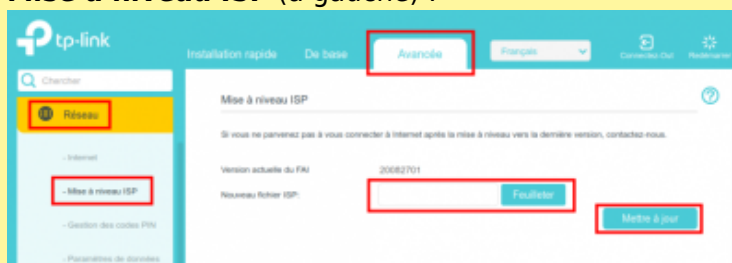 Mise à niveau ISP (à gauche) :
tp-link
Installation rapide De base Avancée Français Connectez Out Redémarrer
Chercher
Réseau
- Internet
- Mise à niveau ISP
- Gestion des codes PIN
- Paramètres de données
Mise à niveau ISP
Si vous ne parvenez pas à vous connecter à Internet après la mise à niveau vers la dernière version, contactez-nous.
Version actuelle du FAI 20082701
Nouveau fichier ISP: Feuilleter
Mettre à jour